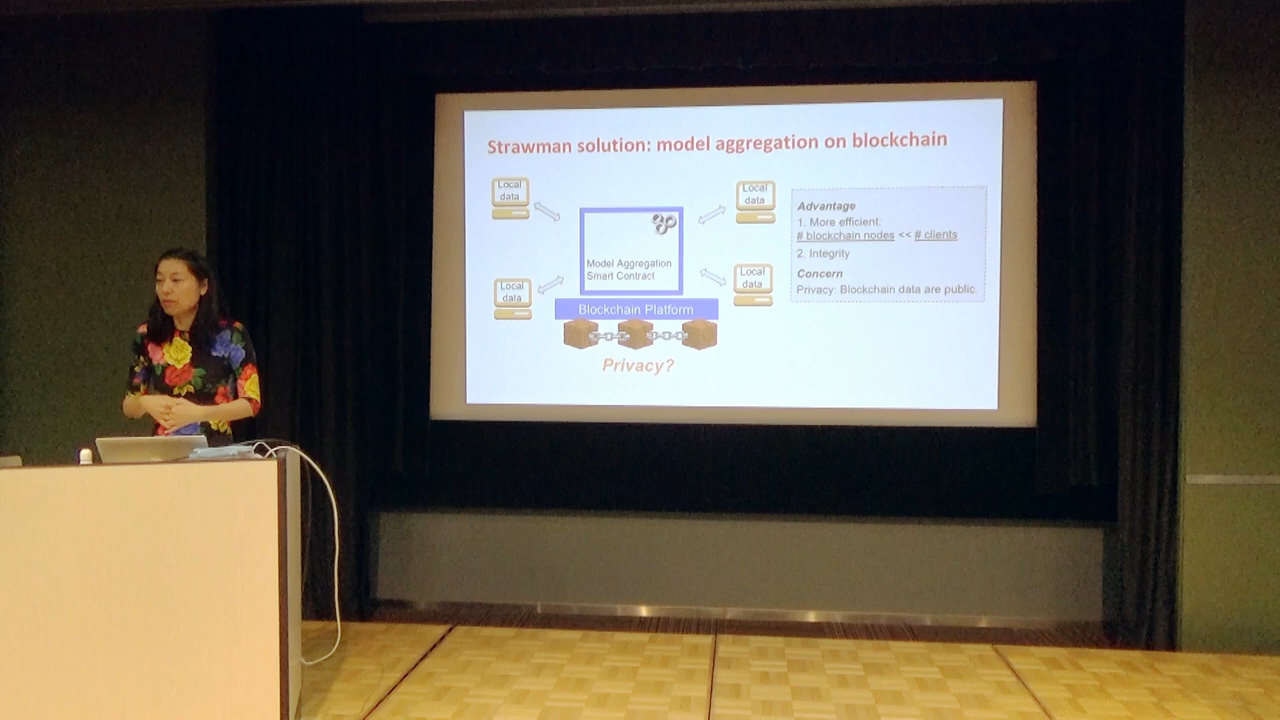 Strawman solution: model aggregation on blockchain
Local
data
Local
data
Model Aggregation
Smart Contract
Local
data
Local
data
Blockchain Platform
Privacy?
Advantage
1. More efficient:
# blockchain nodes << # clients
2. Integrity
Concern
Privacy: Blockchain data are public.